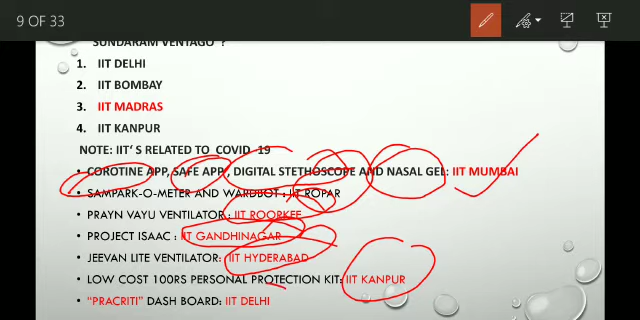 9 OF 33
SUNDARAM VENTAGO ?
1. IIT DELHI
2. IIT BOMBAY
3. IIT MADRAS
4. IIT KANPUR
NOTE: IIT'S RELATED TO COVID 19
• COROTINE APP, SAFE APP, DIGITAL STETHOSCOPE AND NASAL GEL: IIT MUMBAI
• SAMPARK-O-METER AND WARDBOT : IIT ROPAR
• PRAYN VAYU VENTILATOR : IIT ROORKEE
• PROJECT ISAAC : IIT GANDHINAGAR
• JEEVAN LITE VENTILATOR: IIT HYDERABAD
• LOW COST 100RS PERSONAL PROTECTION KIT: IIT KANPUR
• "PRACRITI" DASH BOARD: IIT DELHI